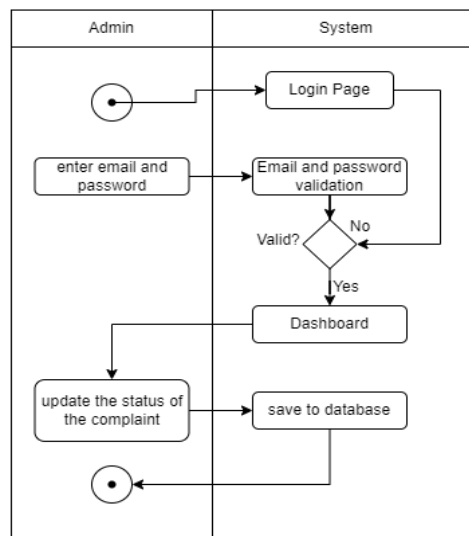 Admin
System
Login Page
enter email and
password
Email and password
validation
Valid?
No
Yes
Dashboard
update the status of
the complaint
save to database